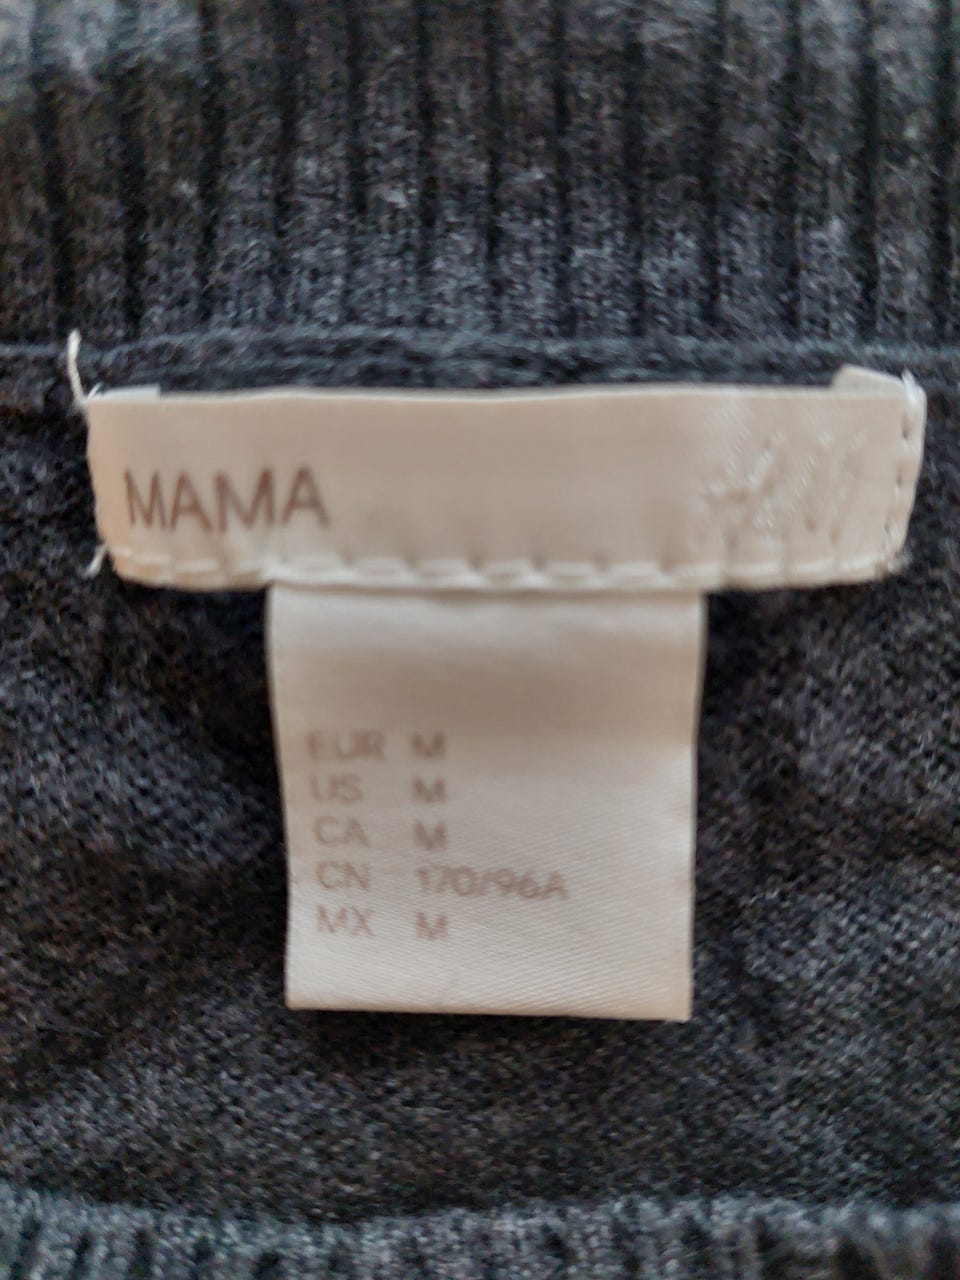 MAMA H&M
EUR M
US M
CA M
CN 170/96A
MX M